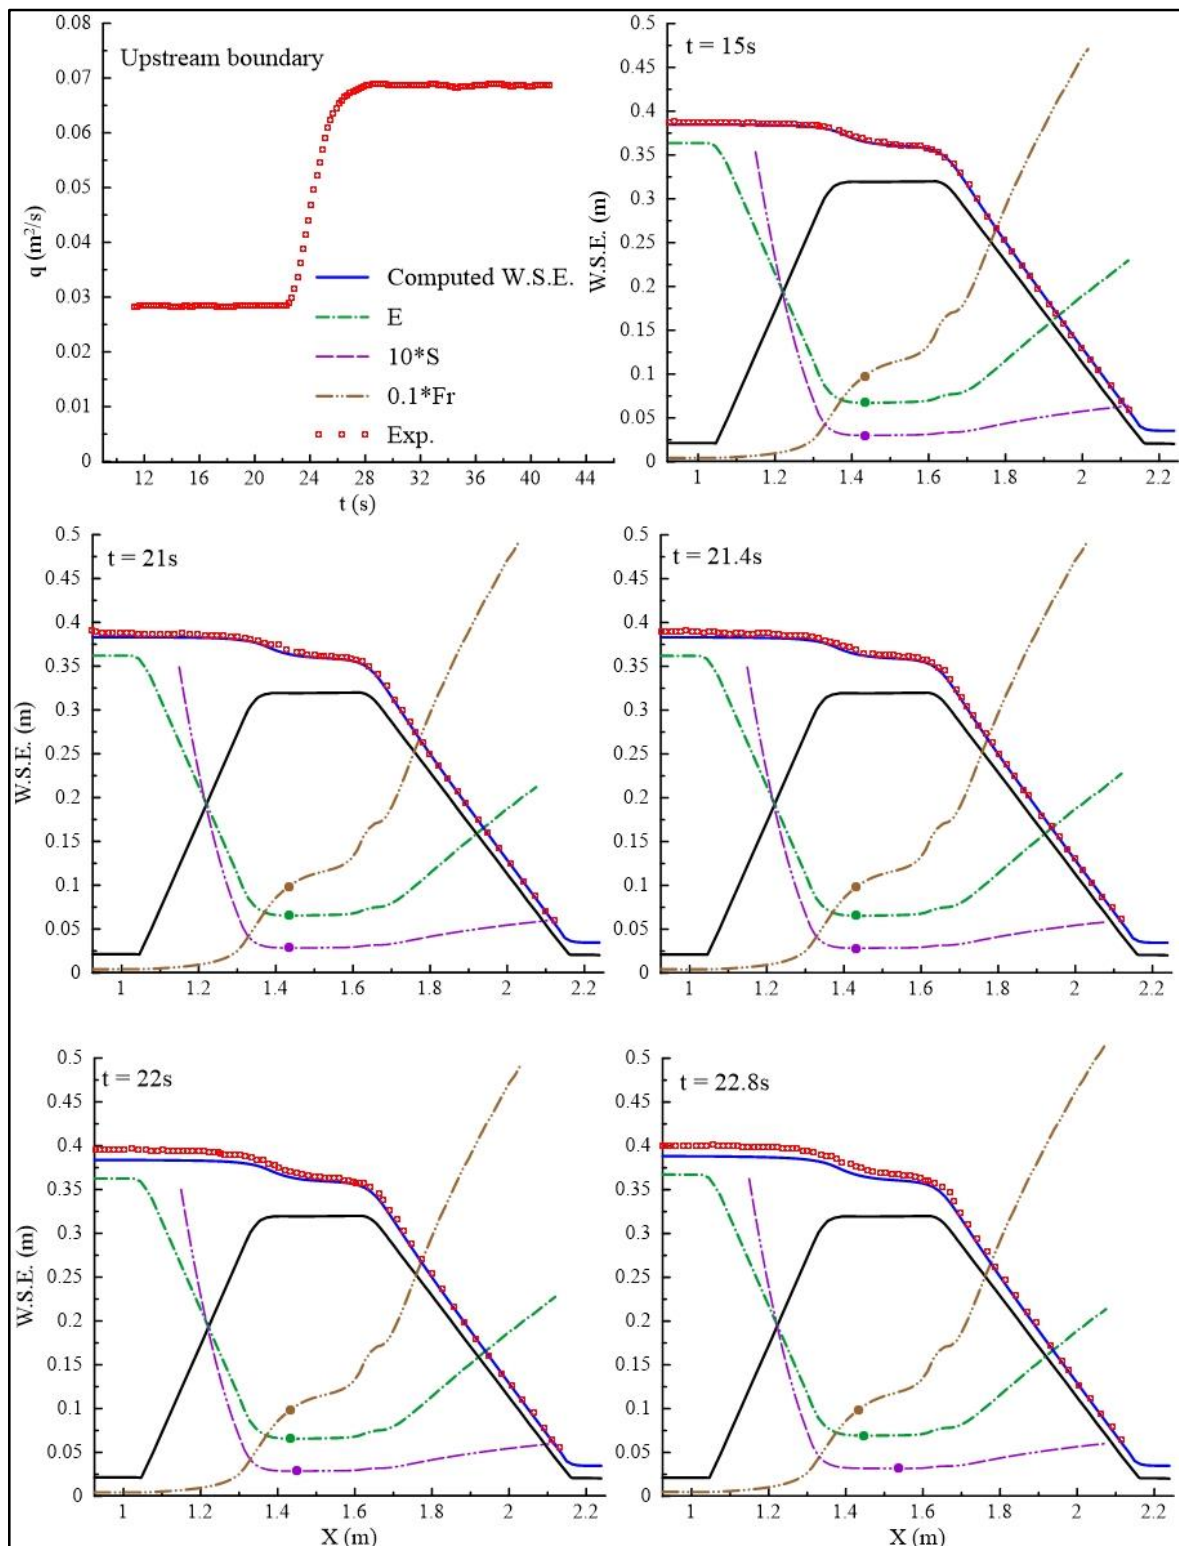 Upstream boundary
q (m²/s)
0.08
0.07
0.06
0.05
0.04
0.03
0.02
0.01
0
12 16 20 24 28 32 36 40 44
t (s)
Computed W.S.E.
E
10*S
0.1*Fr
Exp.
t = 15s
W.S.E. (m)
0.5
0.45
0.4
0.35
0.3
0.25
0.2
0.15
0.1
0.05
0
1 1.2 1.4 1.6 1.8 2 2.2
t = 21s
W.S.E. (m)
0.5
0.45
0.4
0.35
0.3
0.25
0.2
0.15
0.1
0.05
0
1 1.2 1.4 1.6 1.8 2 2.2
t = 21.4s
0.5
0.45
0.4
0.35
0.3
0.25
0.2
0.15
0.1
0.05
0
1 1.2 1.4 1.6 1.8 2 2.2
t = 22s
W.S.E. (m)
0.5
0.45
0.4
0.35
0.3
0.25
0.2
0.15
0.1
0.05
0
1 1.2 1.4 1.6 1.8 2 2.2
X (m)
t = 22.8s
0.5
0.45
0.4
0.35
0.3
0.25
0.2
0.15
0.1
0.05
0
1 1.2 1.4 1.6 1.8 2 2.2
X (m)